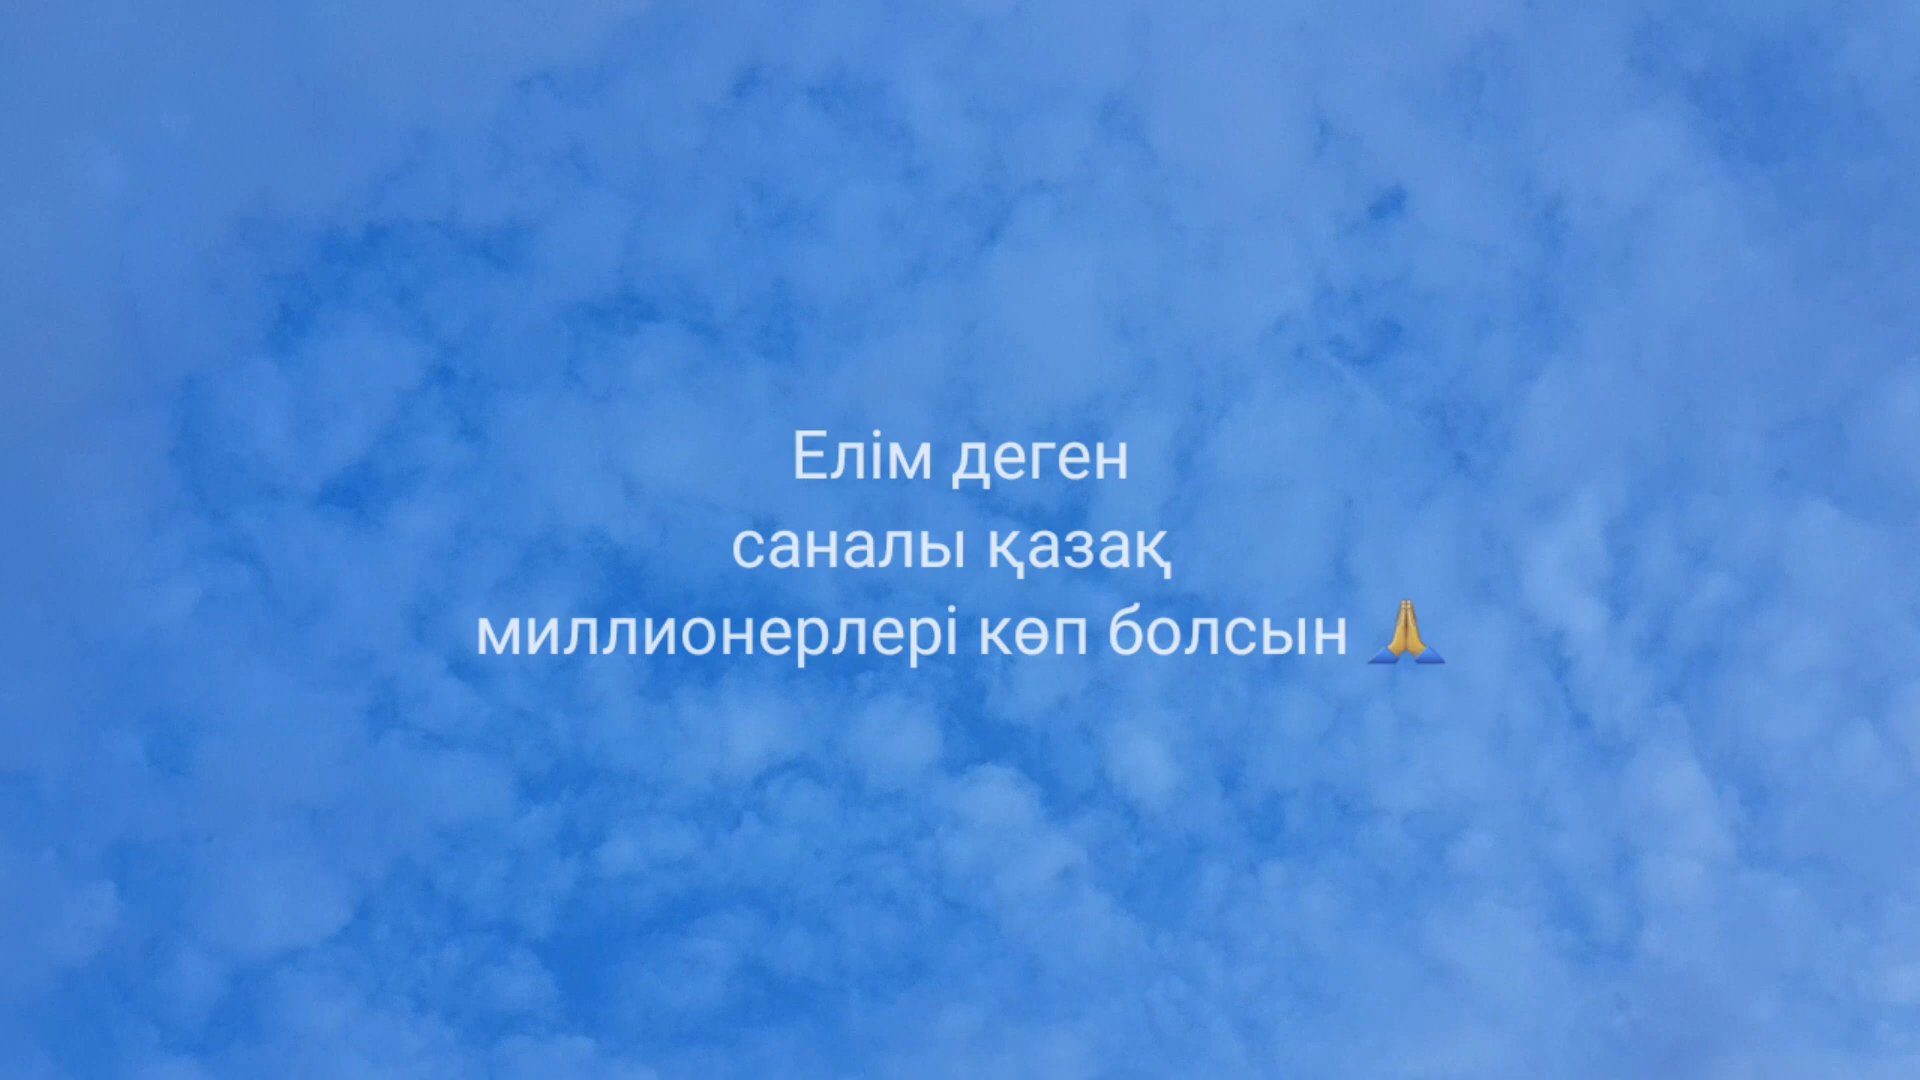 Елім деген
саналы қазақ
миллионерлері көп болсын 🙏